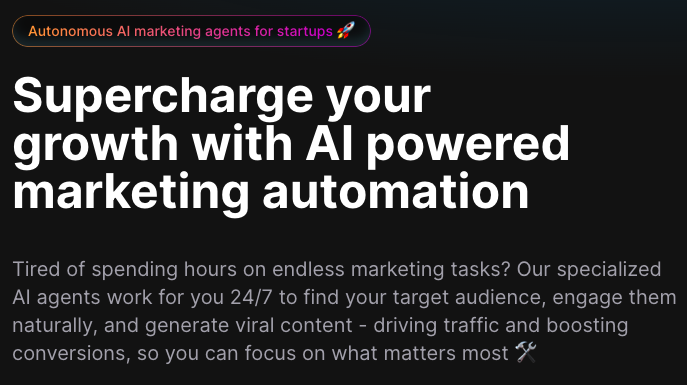 Autonomous AI marketing agents for startups 🚀
Supercharge your
growth with AI powered
marketing automation
Tired of spending hours on endless marketing tasks? Our specialized
AI agents work for you 24/7 to find your target audience, engage them
naturally, and generate viral content - driving traffic and boosting
conversions, so you can focus on what matters most 🛠️